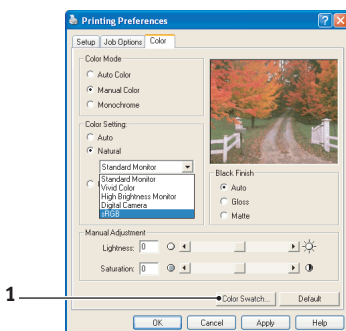 Printing Preferences
Setup Job Options Color
Color Mode
Auto Color
Manual Color
Monochrome
Color Setting:
Auto
Natural
Standard Monitor
Standard Monitor
Vivid Color
High Brightness Monitor
Digital Camera
sRGB
Black Finish
Auto
Gloss
Matte
Manual Adjustment
Lightness: 0
Saturation: 0
1
Color Swatch... Default
OK Cancel Apply Help